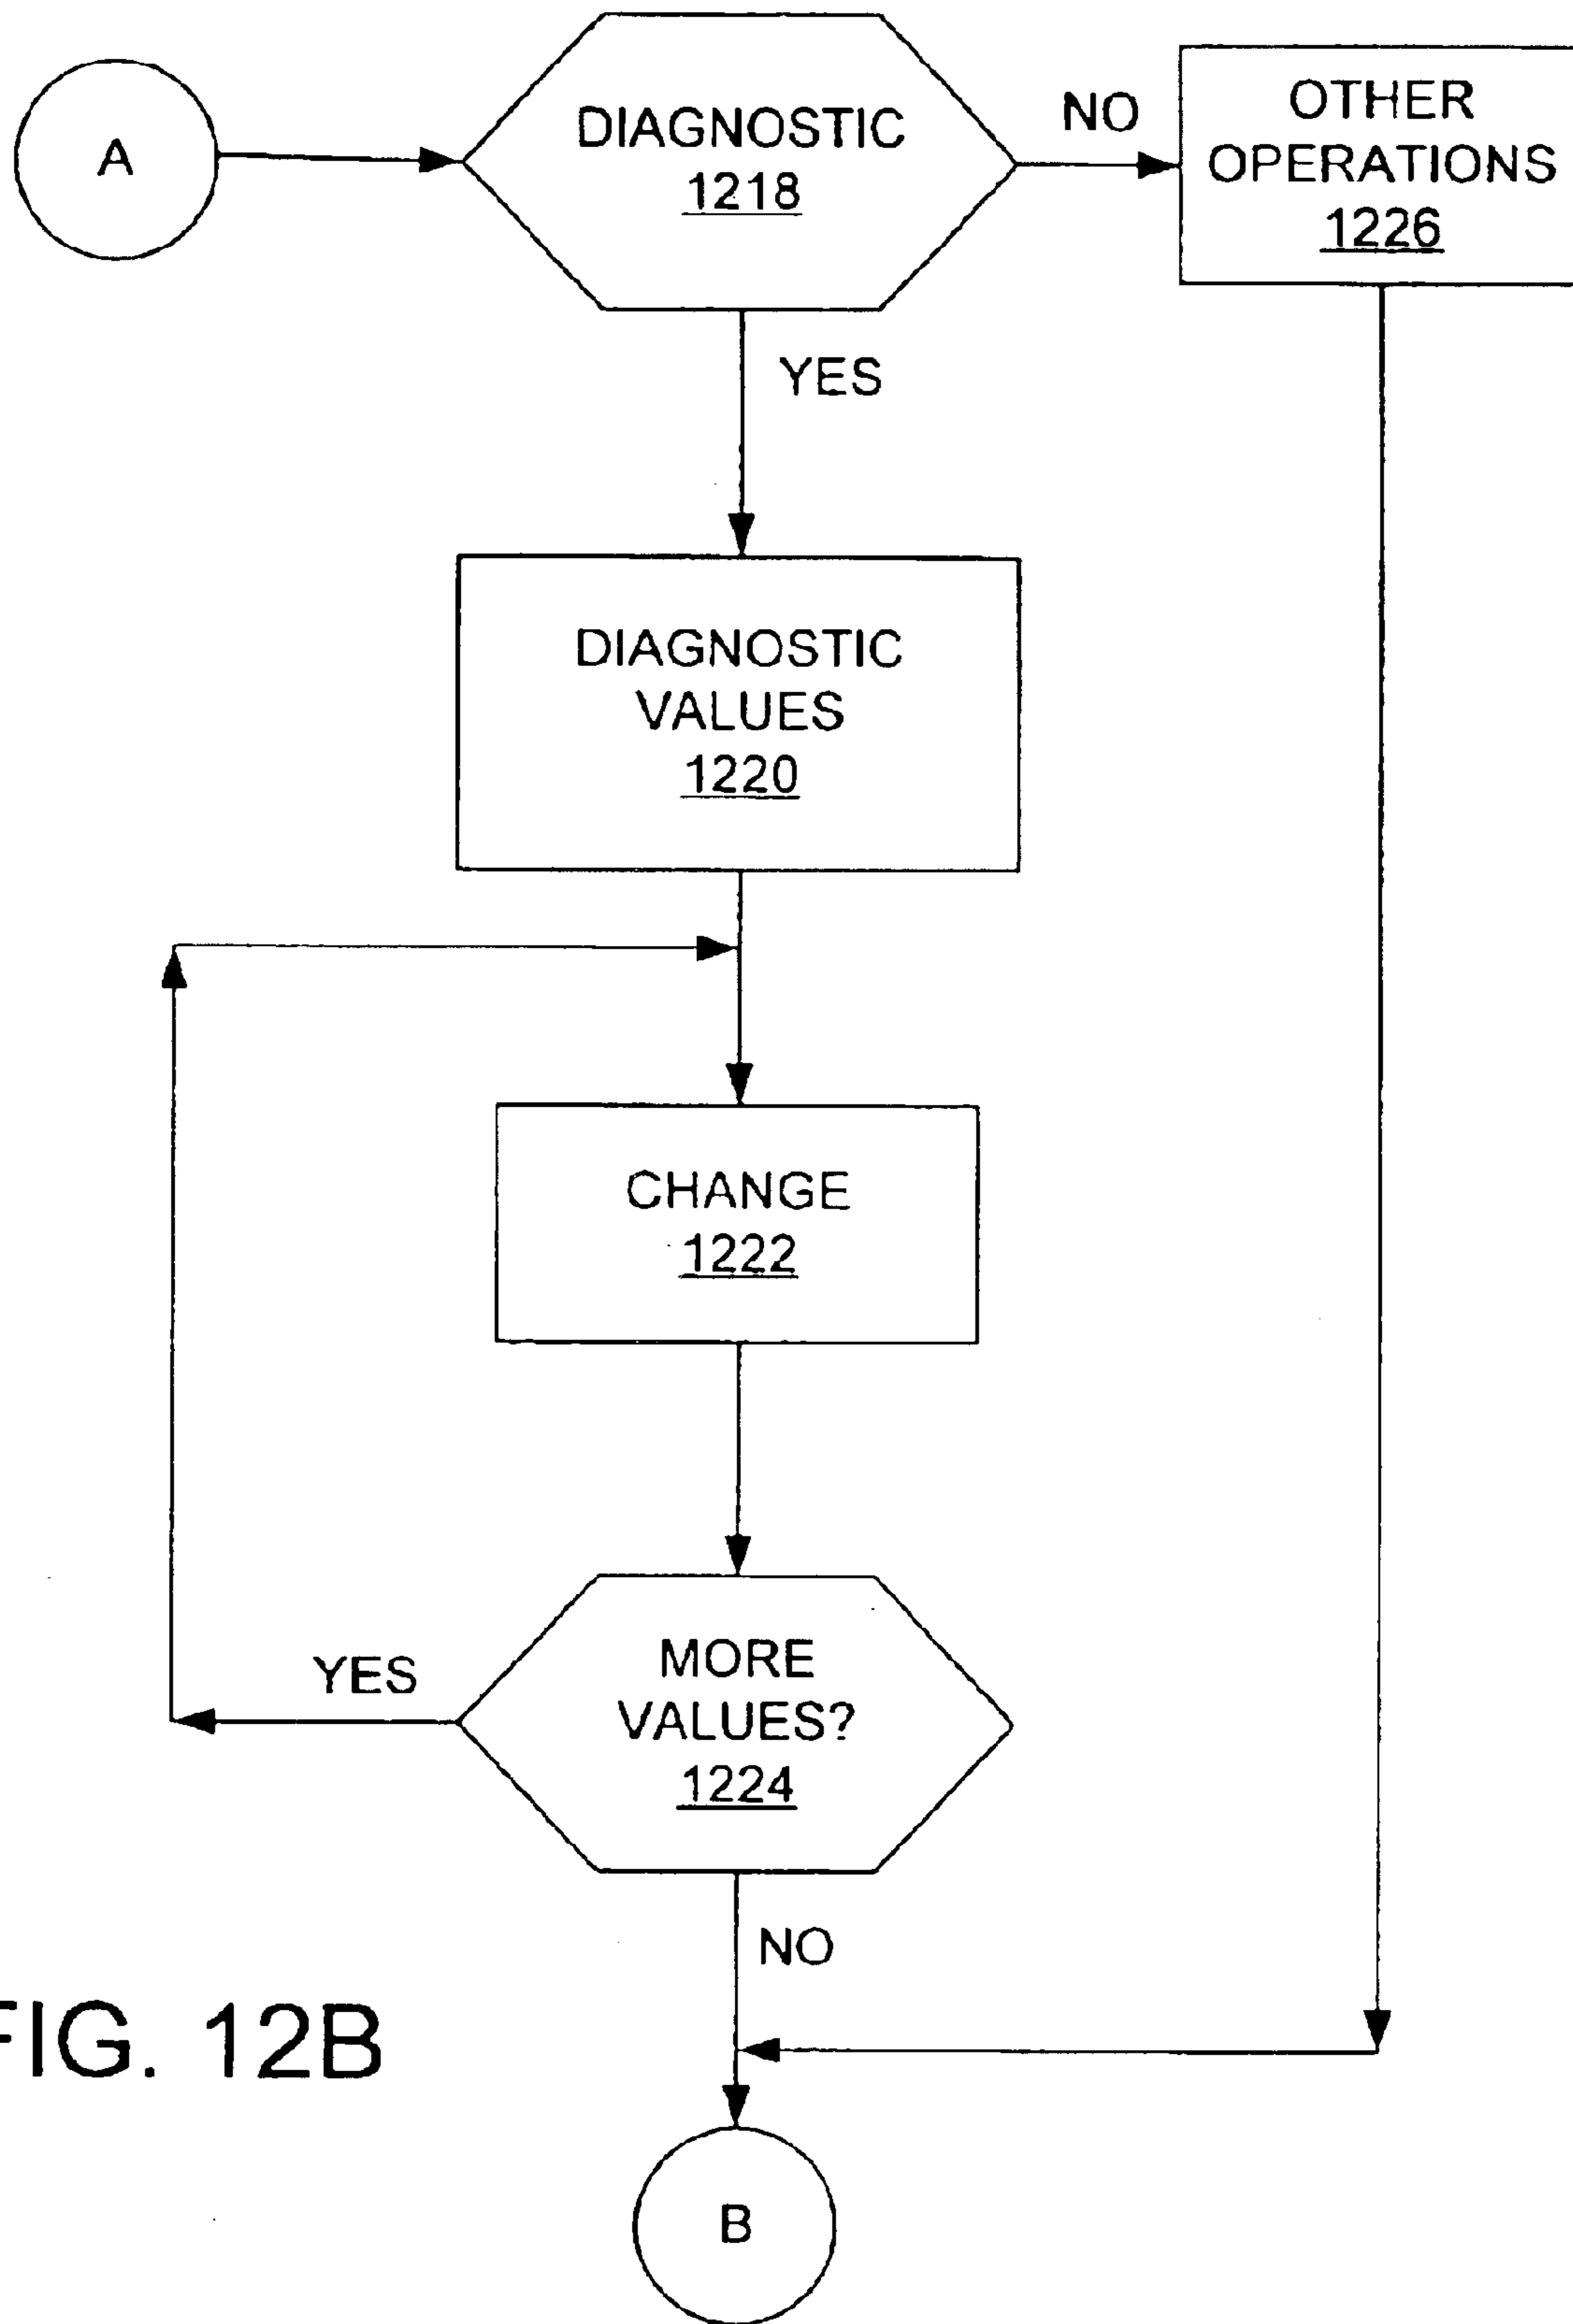 A
DIAGNOSTIC
1218
NO
OTHER
OPERATIONS
1226
YES
DIAGNOSTIC
VALUES
1220
CHANGE
1222
YES
MORE
VALUES?
1224
NO
FIG. 12B
B